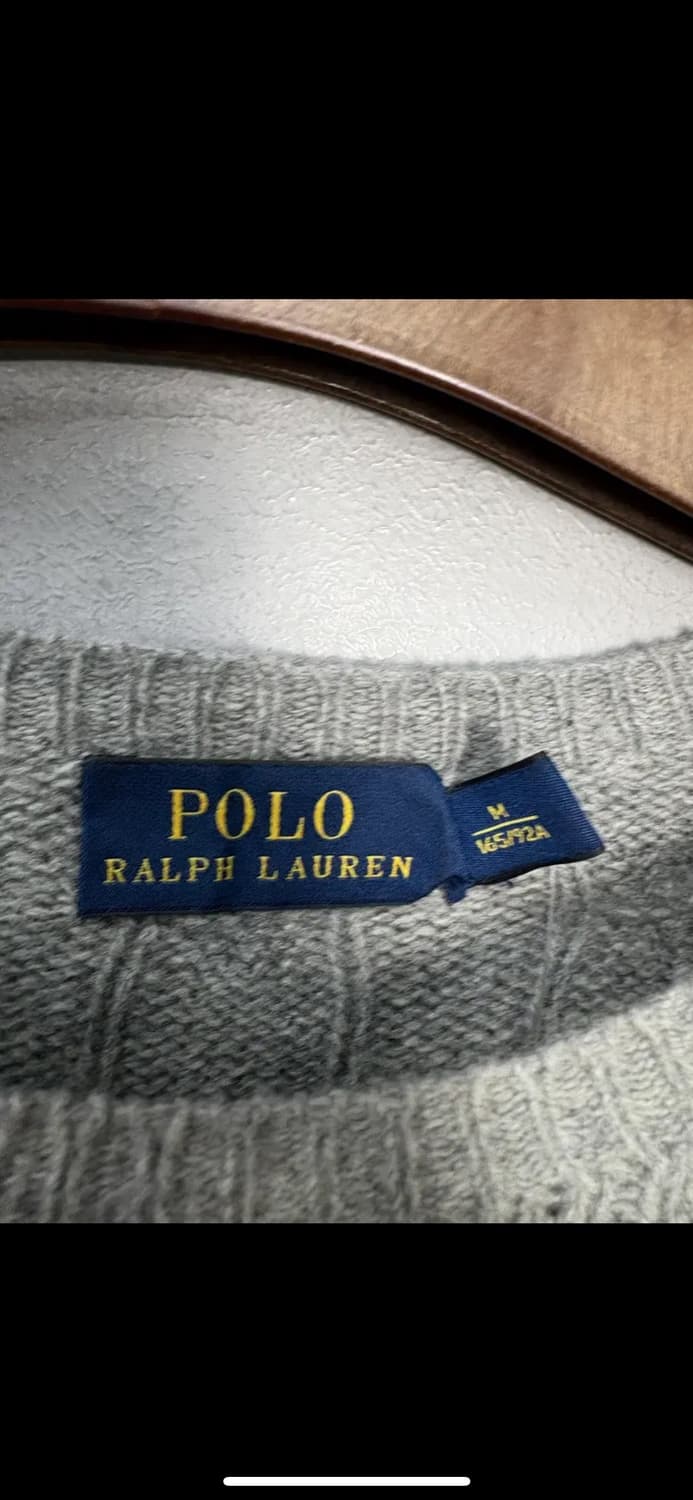 POLO
RALPH LAUREN
M
165/92A